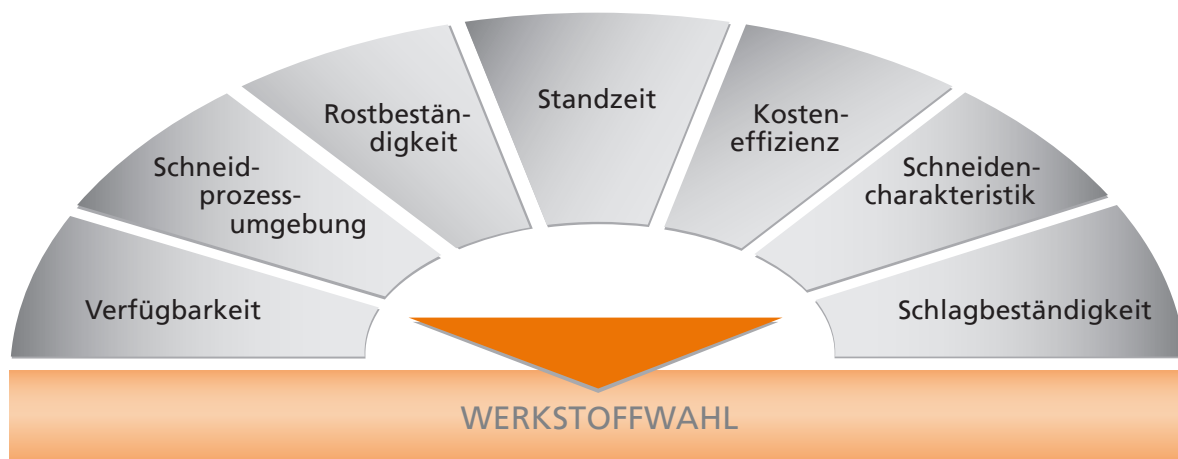 Verfügbarkeit
Schneid-
prozess-
umgebung
Rostbestän-
digkeit
Standzeit
Kosten-
effizienz
Schneiden-
charakteristik
Schlagbeständigkeit
WERKSTOFFWAHL